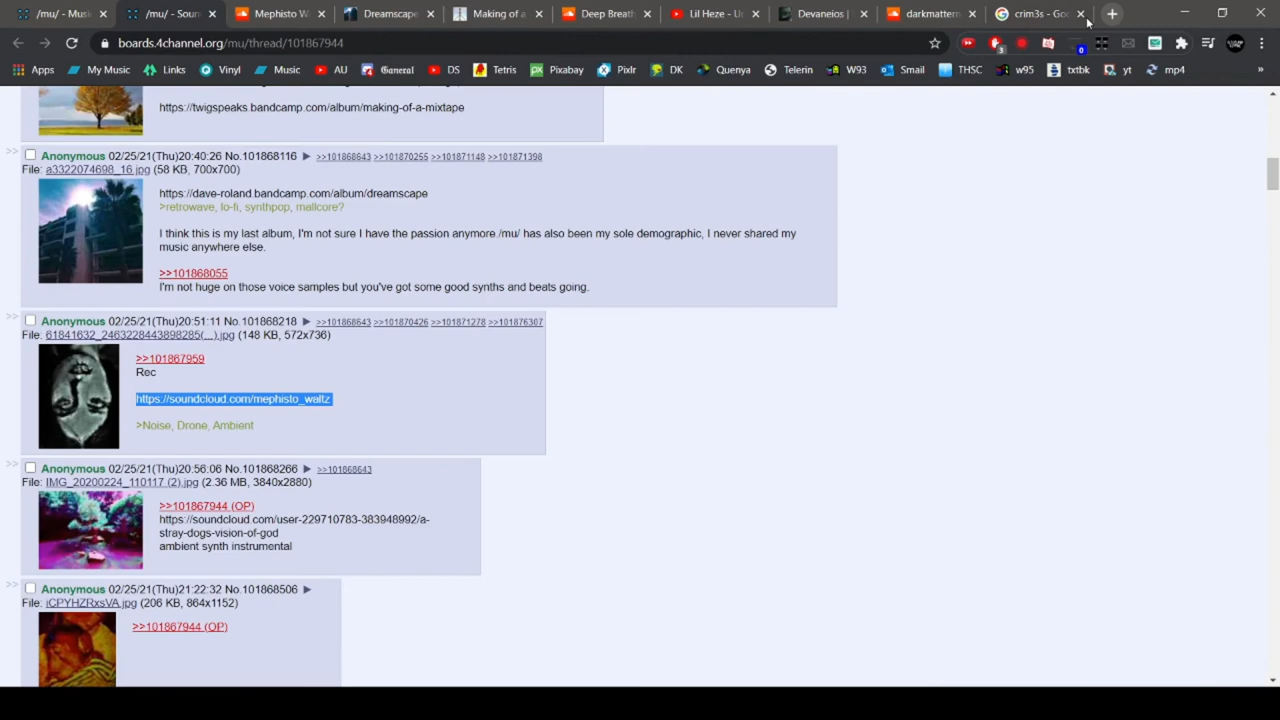 /mu/ - Musi
/mu/ - Soun
Mephisto W
Dreamscape
Making of a
Deep Breath
Lil Heze - U
Devaneios |
darkmattern
crim3s - Go
boards.4channel.org/mu/thread/101867944
3
0
Apps
My Music
Links
Vinyl
Music
AU
General
DS
Tetris
Pixabay
Pixlr
DK
Quenya
Telerin
W93
Smail
THSC
w95
txtbk
yt
mp4
»
https://twigspeaks.bandcamp.com/album/making-of-a-mixtape
>> Anonymous 02/25/21(Thu)20:40:26 No.101868116 ▶ >>101868643 >>101870255 >>101871148 >>101871398
File: a3322074698_16.jpg (58 KB, 700x700)
https://dave-roland.bandcamp.com/album/dreamscape
>retrowave, lo-fi, synthpop, mallcore?
I think this is my last album, I'm not sure I have the passion anymore./mu/ has also been my sole demographic, I never shared my
music anywhere else.
>>101868055
I'm not huge on those voice samples but you've got some good synths and beats going.
>> Anonymous 02/25/21(Thu)20:51:11 No.101868218 ▶ >>101868643 >>101870426 >>101871278 >>101876307
File: 61841632_2463228443898285(...).jpg (148 KB, 572x736)
>>101867959
Rec
https://soundcloud.com/mephisto_waltz
>Noise, Drone, Ambient
>> Anonymous 02/25/21(Thu)20:56:06 No.101868266 ▶ >>101868643
File: IMG_20200224_110117 (2).jpg (2.36 MB, 3840x2880)
>>101867944 (OP)
https://soundcloud.com/user-229710783-383948992/a-
stray-dogs-vision-of-god
ambient synth instrumental
>> Anonymous 02/25/21(Thu)21:22:32 No.101868506 ▶
File: iCPYHZRxsVA.jpg (206 KB, 864x1152)
>>101867944 (OP)